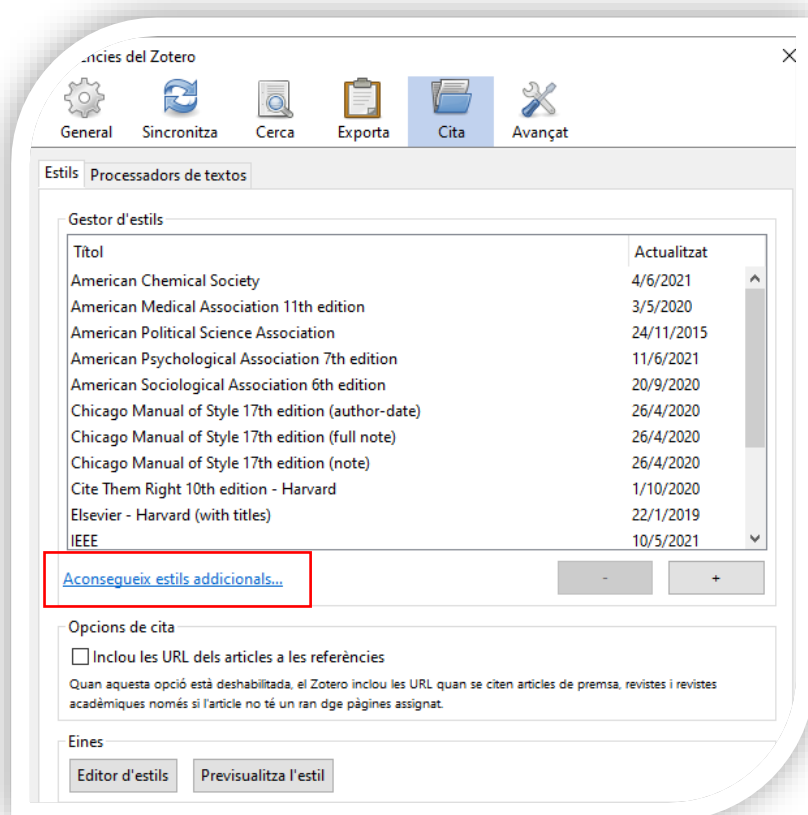 ncies del Zotero
General Sincronitza Cerca Exporta Cita Avançat
Estils Processadors de textos
Gestor d'estils
Títol Actualitzat
American Chemical Society 4/6/2021
American Medical Association 11th edition 3/5/2020
American Political Science Association 24/11/2015
American Psychological Association 7th edition 11/6/2021
American Sociological Association 6th edition 20/9/2020
Chicago Manual of Style 17th edition (author-date) 26/4/2020
Chicago Manual of Style 17th edition (full note) 26/4/2020
Chicago Manual of Style 17th edition (note) 26/4/2020
Cite Them Right 10th edition - Harvard 1/10/2020
Elsevier - Harvard (with titles) 22/1/2019
IEEE 10/5/2021
Aconsegueix estils addicionals... - +
Opcions de cita
Inclou les URL dels articles a les referències
Quan aquesta opció està deshabilitada, el Zotero inclou les URL quan se citen articles de premsa, revistes i revistes
acadèmiques només si l'article no té un ran dge pàgines assignat.
Eines
Editor d'estils Previsualitza l'estil